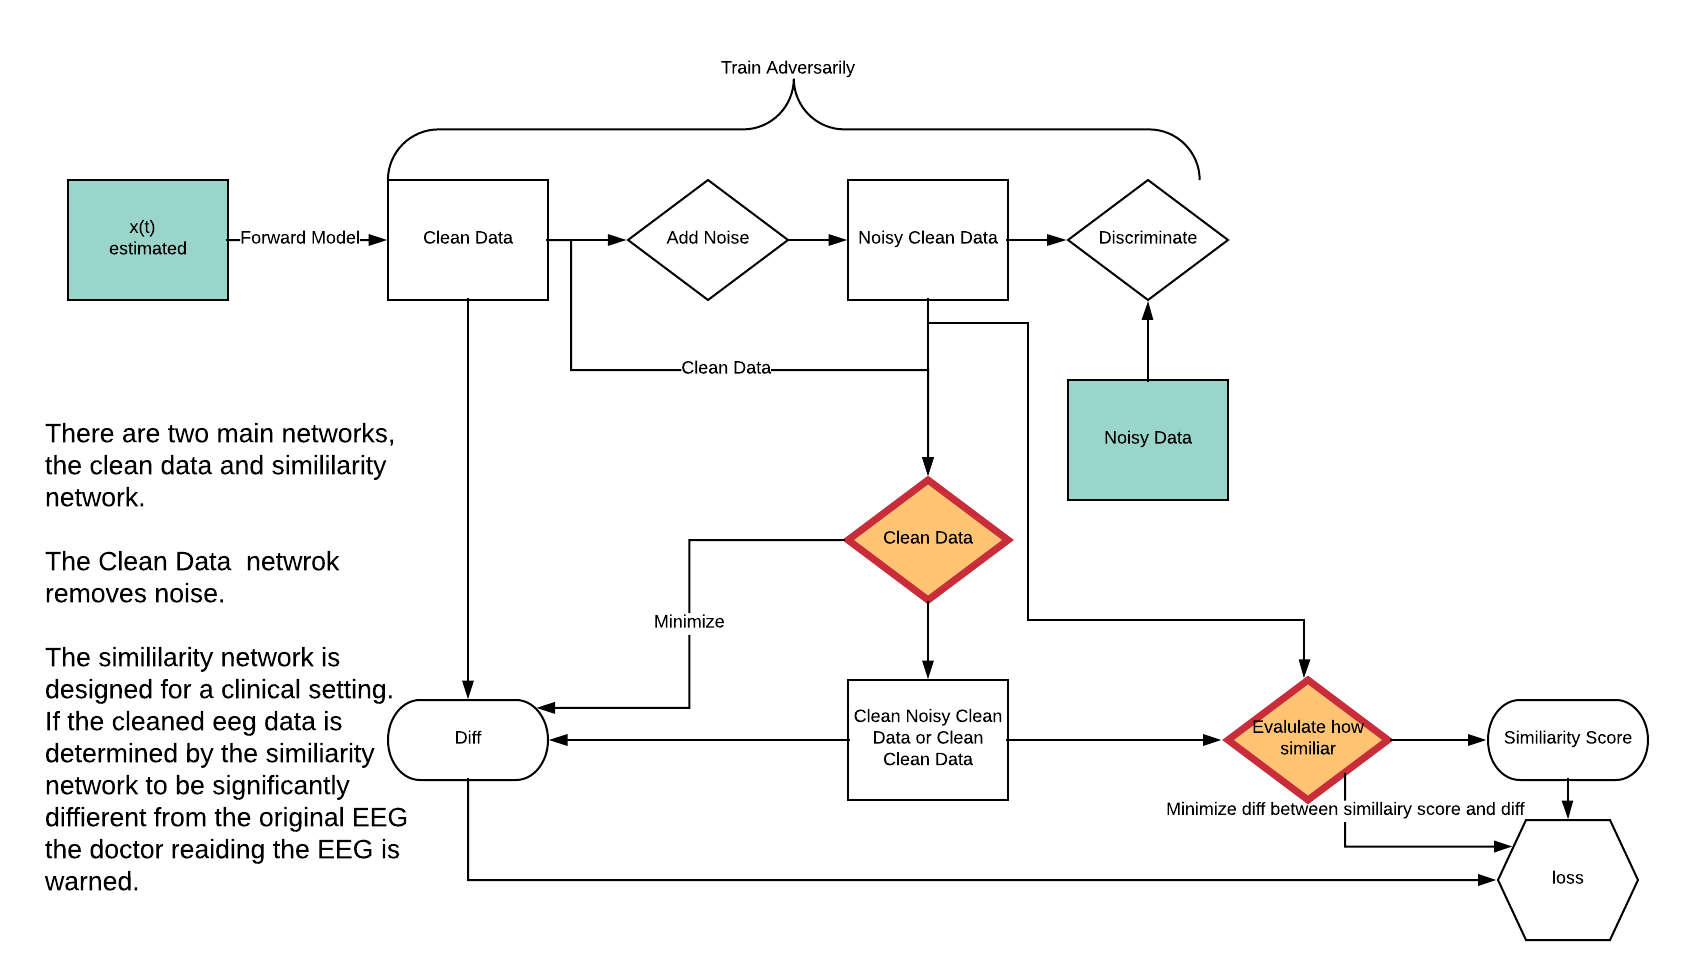 Train Adversarily
x(t)
estimated
Forward Model
Clean Data
Add Noise
Noisy Clean Data
Discriminate
Clean Data
Noisy Data
There are two main networks,
the clean data and simililarity
network.
The Clean Data  netwrok
removes noise.
The simililarity network is
designed for a clinical setting.
If the cleaned eeg data is
determined by the similiarity
network to be significantly
diffierent from the original EEG
the doctor reaiding the EEG is
warned.
Clean Data
Minimize
Diff
Clean Noisy Clean
Data or Clean
Clean Data
Evalulate how
similiar
Similiarity Score
Minimize diff between simillairy score and diff
loss